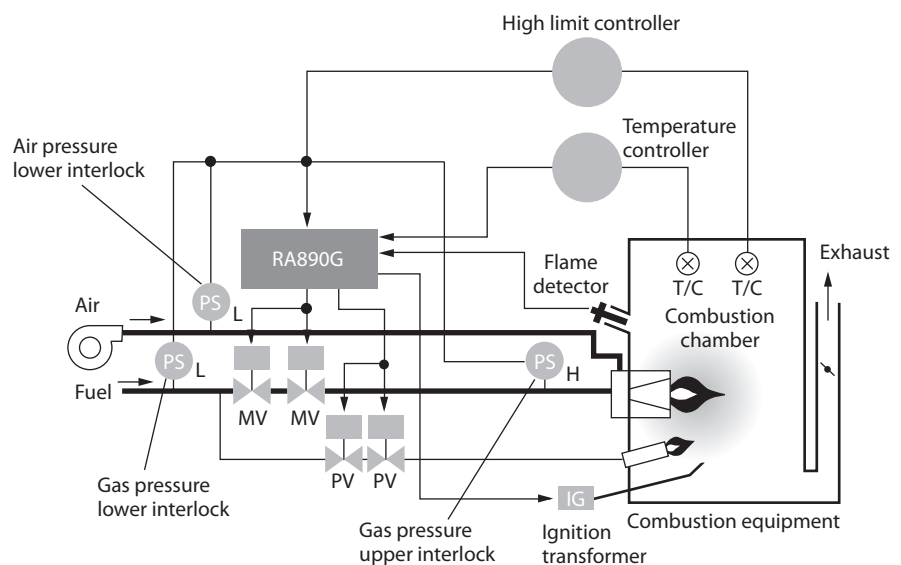 High limit controller
Temperature
controller
Air pressure
lower interlock
RA890G
Flame
detector
Exhaust
T/C
T/C
Combustion
chamber
Air
PS
L
PS
L
Fuel
PS
H
MV
MV
PV
PV
Gas pressure
lower interlock
Gas pressure
upper interlock
IG
Ignition
transformer
Combustion equipment